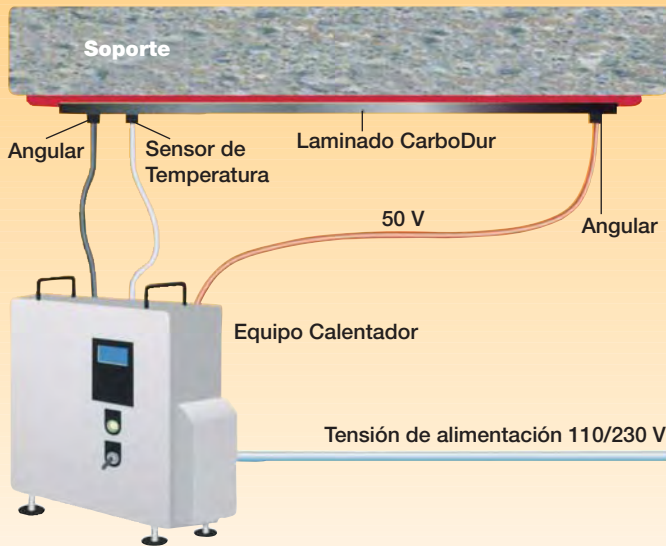 Soporte
Angular
Sensor de
Temperatura
Laminado CarboDur
50 V
Angular
Equipo Calentador
Tensión de alimentación 110/230 V